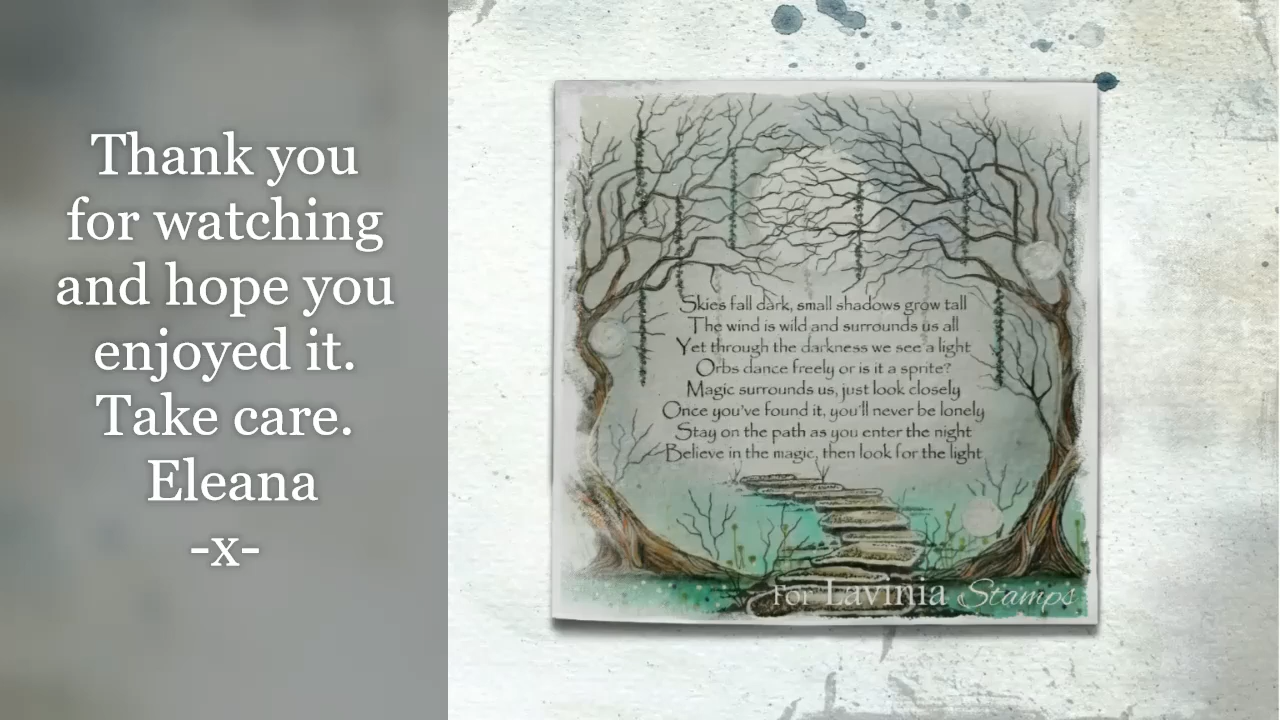 Thank you
for watching
and hope you
enjoyed it.
Take care.
Eleana
-x-
Skies fall dark, small shadows grow tall
The wind is wild and surrounds us all
Yet through the darkness we see a light
Orbs dance freely or is it a sprite?
Magic surrounds us, just look closely
Once you've found it, you'll never be lonely
Stay on the path as you enter the night
Believe in the magic, then look for the light
For Lavinia Stamps